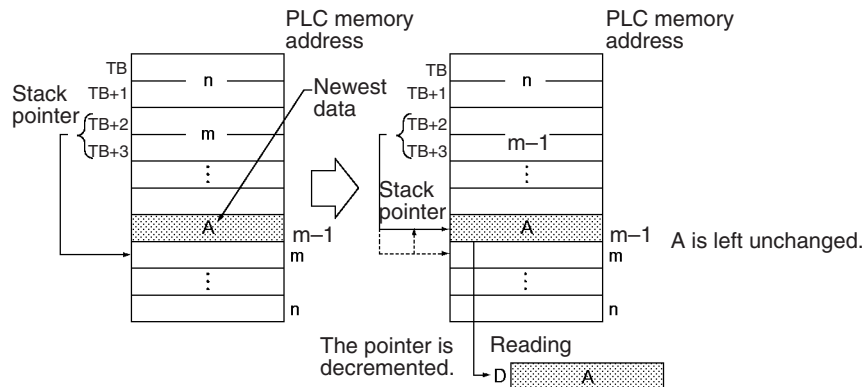 PLC memory
address
TB
n
TB+1
Stack
pointer
TB+2
m
TB+3
⋮
A
m–1
m
⋮
n
Newest
data
PLC memory
address
TB
n
TB+1
TB+2
m–1
TB+3
⋮
Stack
pointer
A
m–1
A is left unchanged.
m
⋮
n
The pointer is
decremented.
Reading
D
A